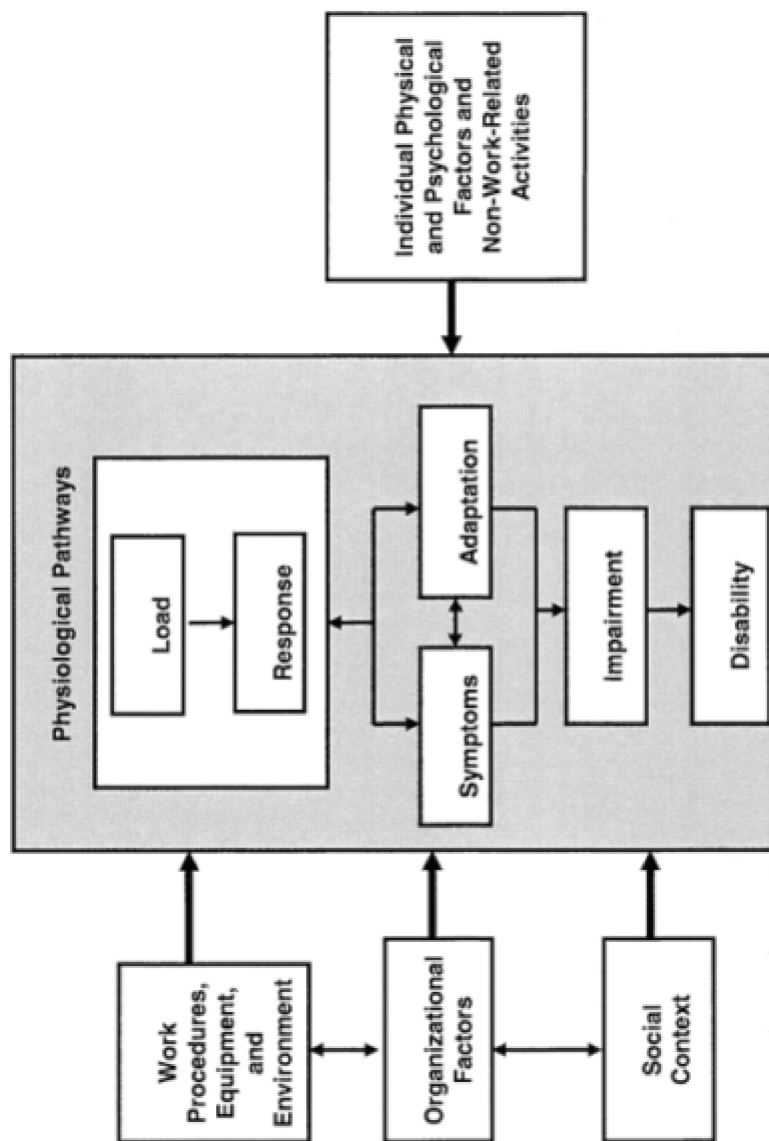 Work
Procedures,
Equipment,
and
Environment
Organizational
Factors
Social
Context
Physiological Pathways
Load
Response
Symptoms
Adaptation
Impairment
Disability
Individual Physical
and Psychological
Factors and
Non-Work-Related
Activities